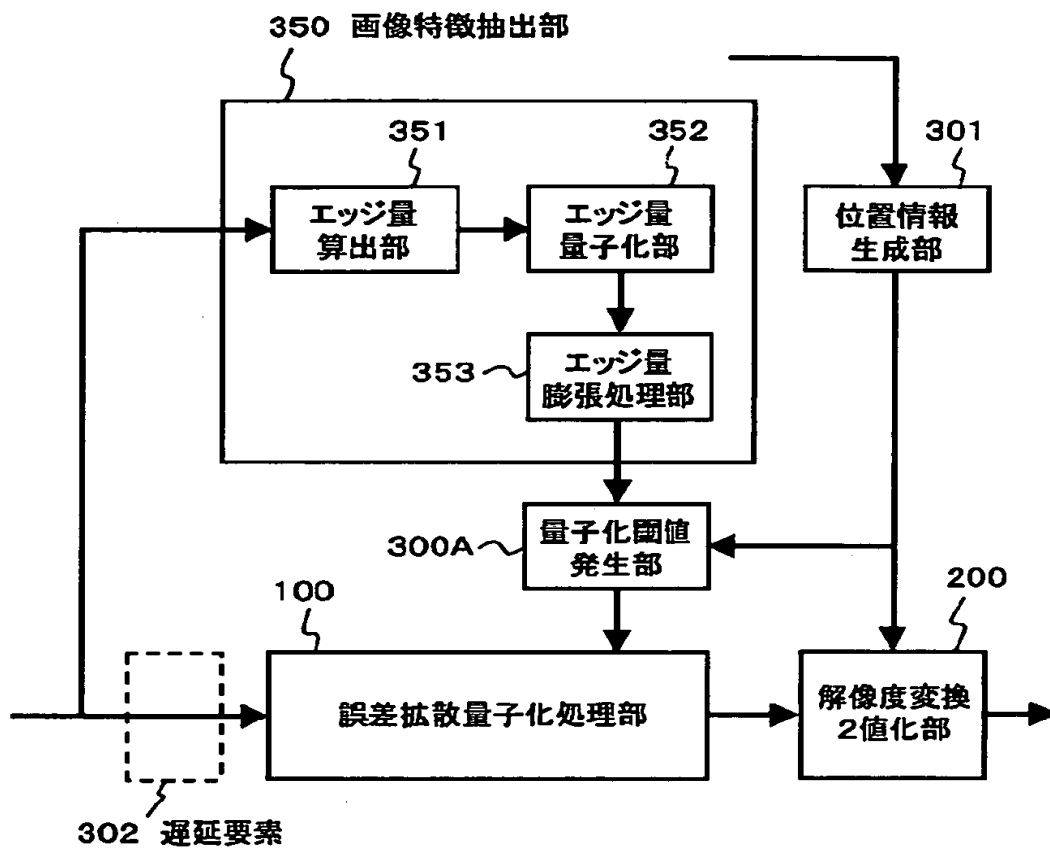 350 画像特徴抽出部
351
352
301
エッジ量
算出部
エッジ量
量子化部
位置情報
生成部
353
エッジ量
膨張処理部
300A
量子化閾値
発生部
100
200
誤差拡散量子化処理部
解像度変換
2値化部
302 遅延要素